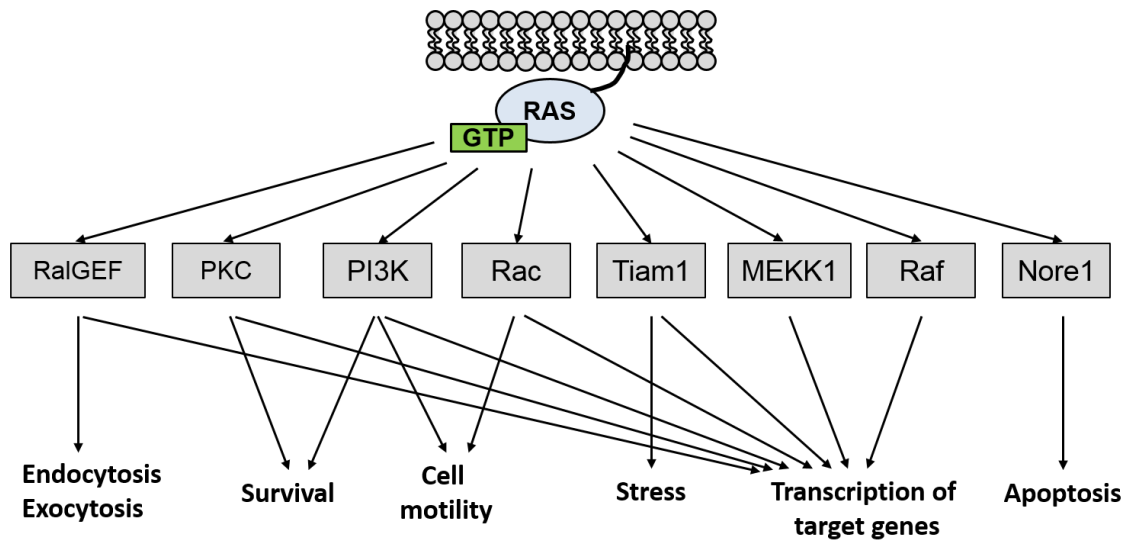 RAS
GTP
RalGEF
PKC
PI3K
Rac
Tiam1
MEKK1
Raf
Nore1
Endocytosis
Exocytosis
Survival
Cell
motility
Stress
Transcription of
target genes
Apoptosis